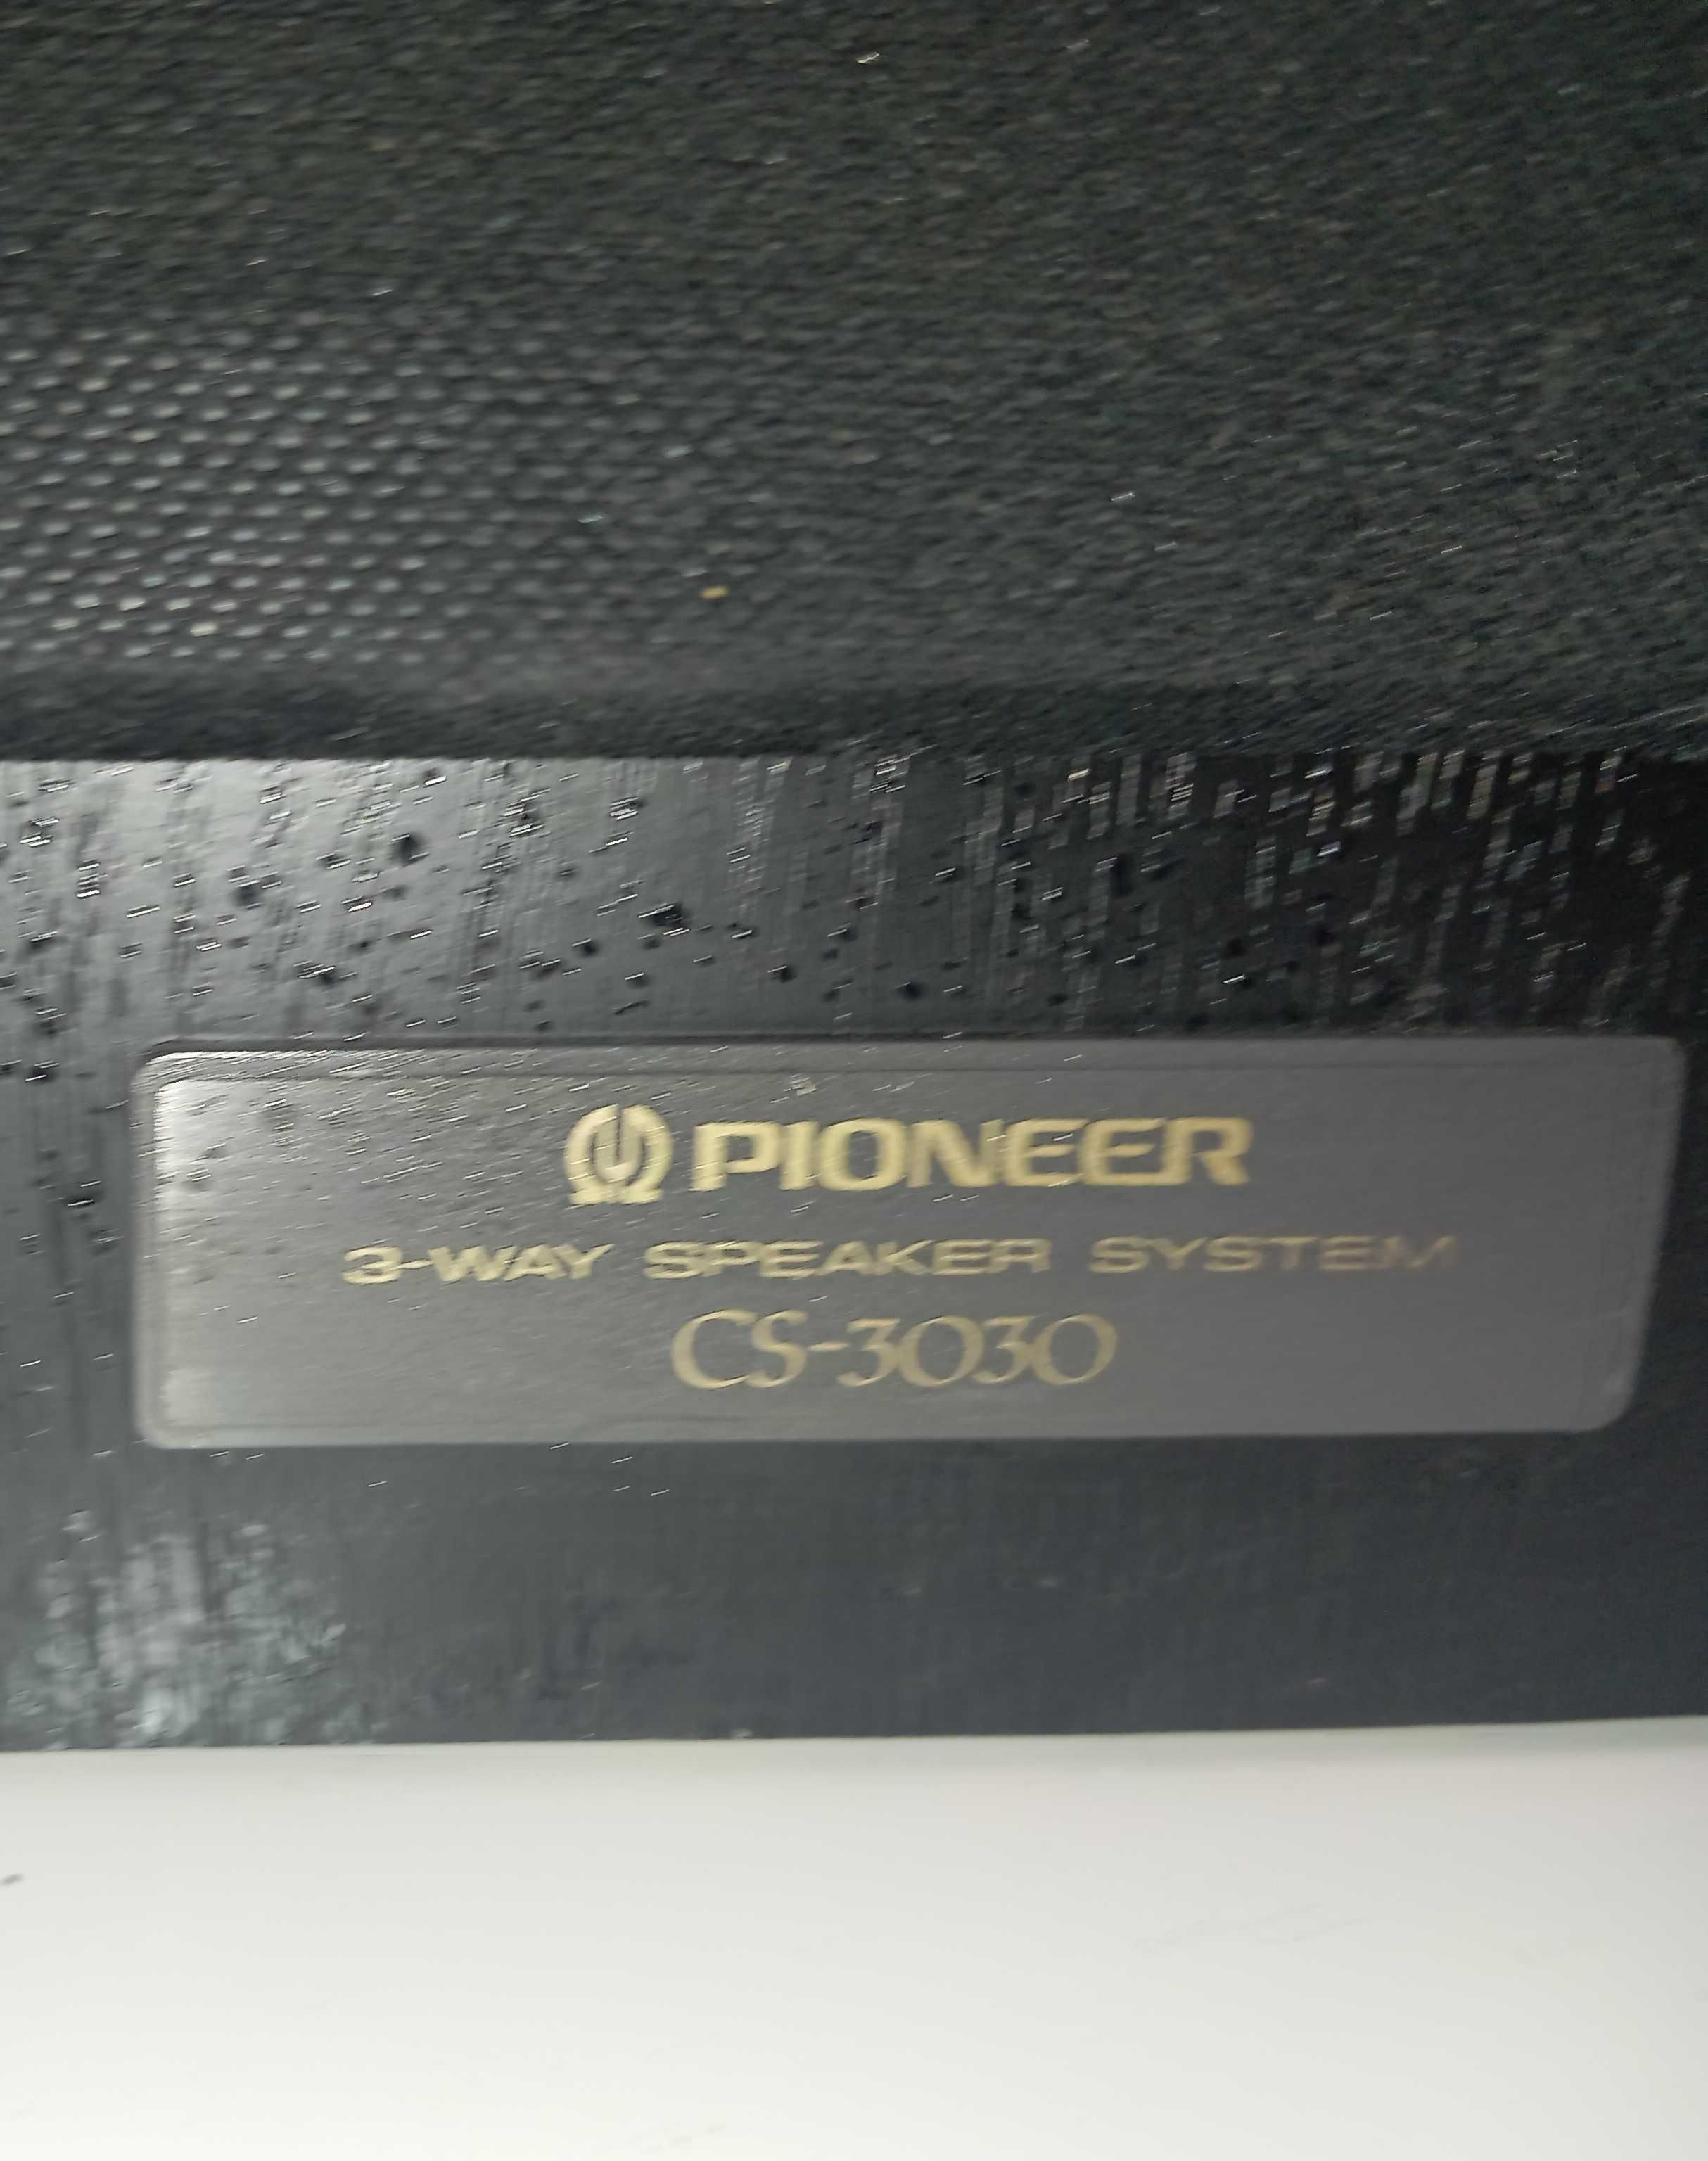 PIONEER
3-WAY SPEAKER SYSTEM
CS-3030